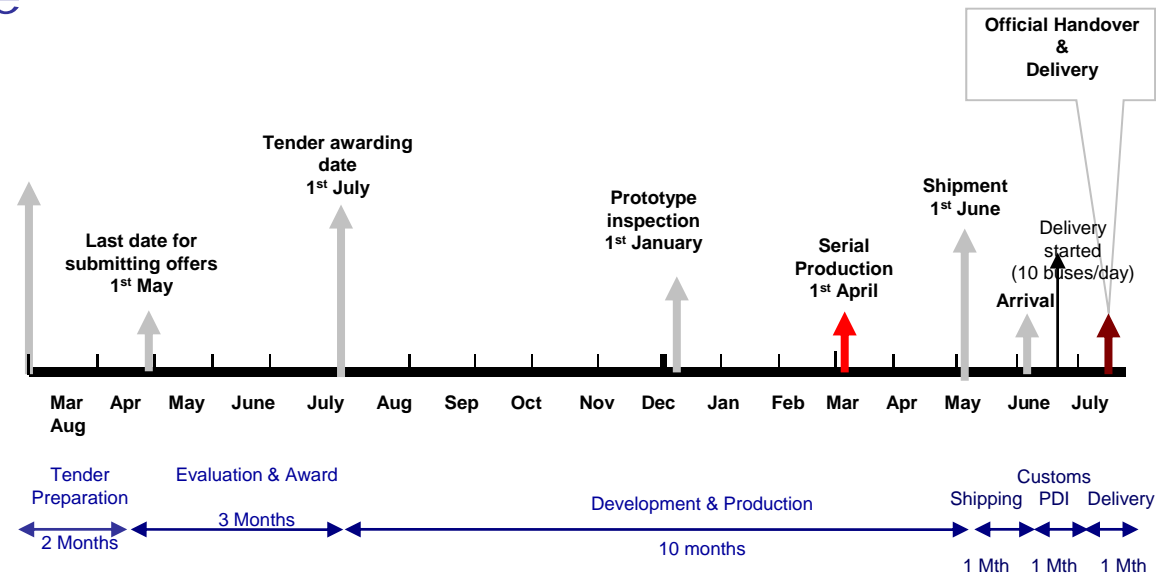 Official Handover
&
Delivery
Tender awarding
date
1st July
Prototype
inspection
1st January
Shipment
1st June
Last date for
submitting offers
1st May
Serial
Production
1st April
Delivery
started
(10 buses/day)
Arrival
Mar Apr May June July Aug Sep Oct Nov Dec Jan Feb Mar Apr May June July
Aug
Tender
Preparation
2 Months
Evaluation & Award
3 Months
Development & Production
10 months
Shipping
1 Mth
Customs
PDI
1 Mth
Delivery
1 Mth